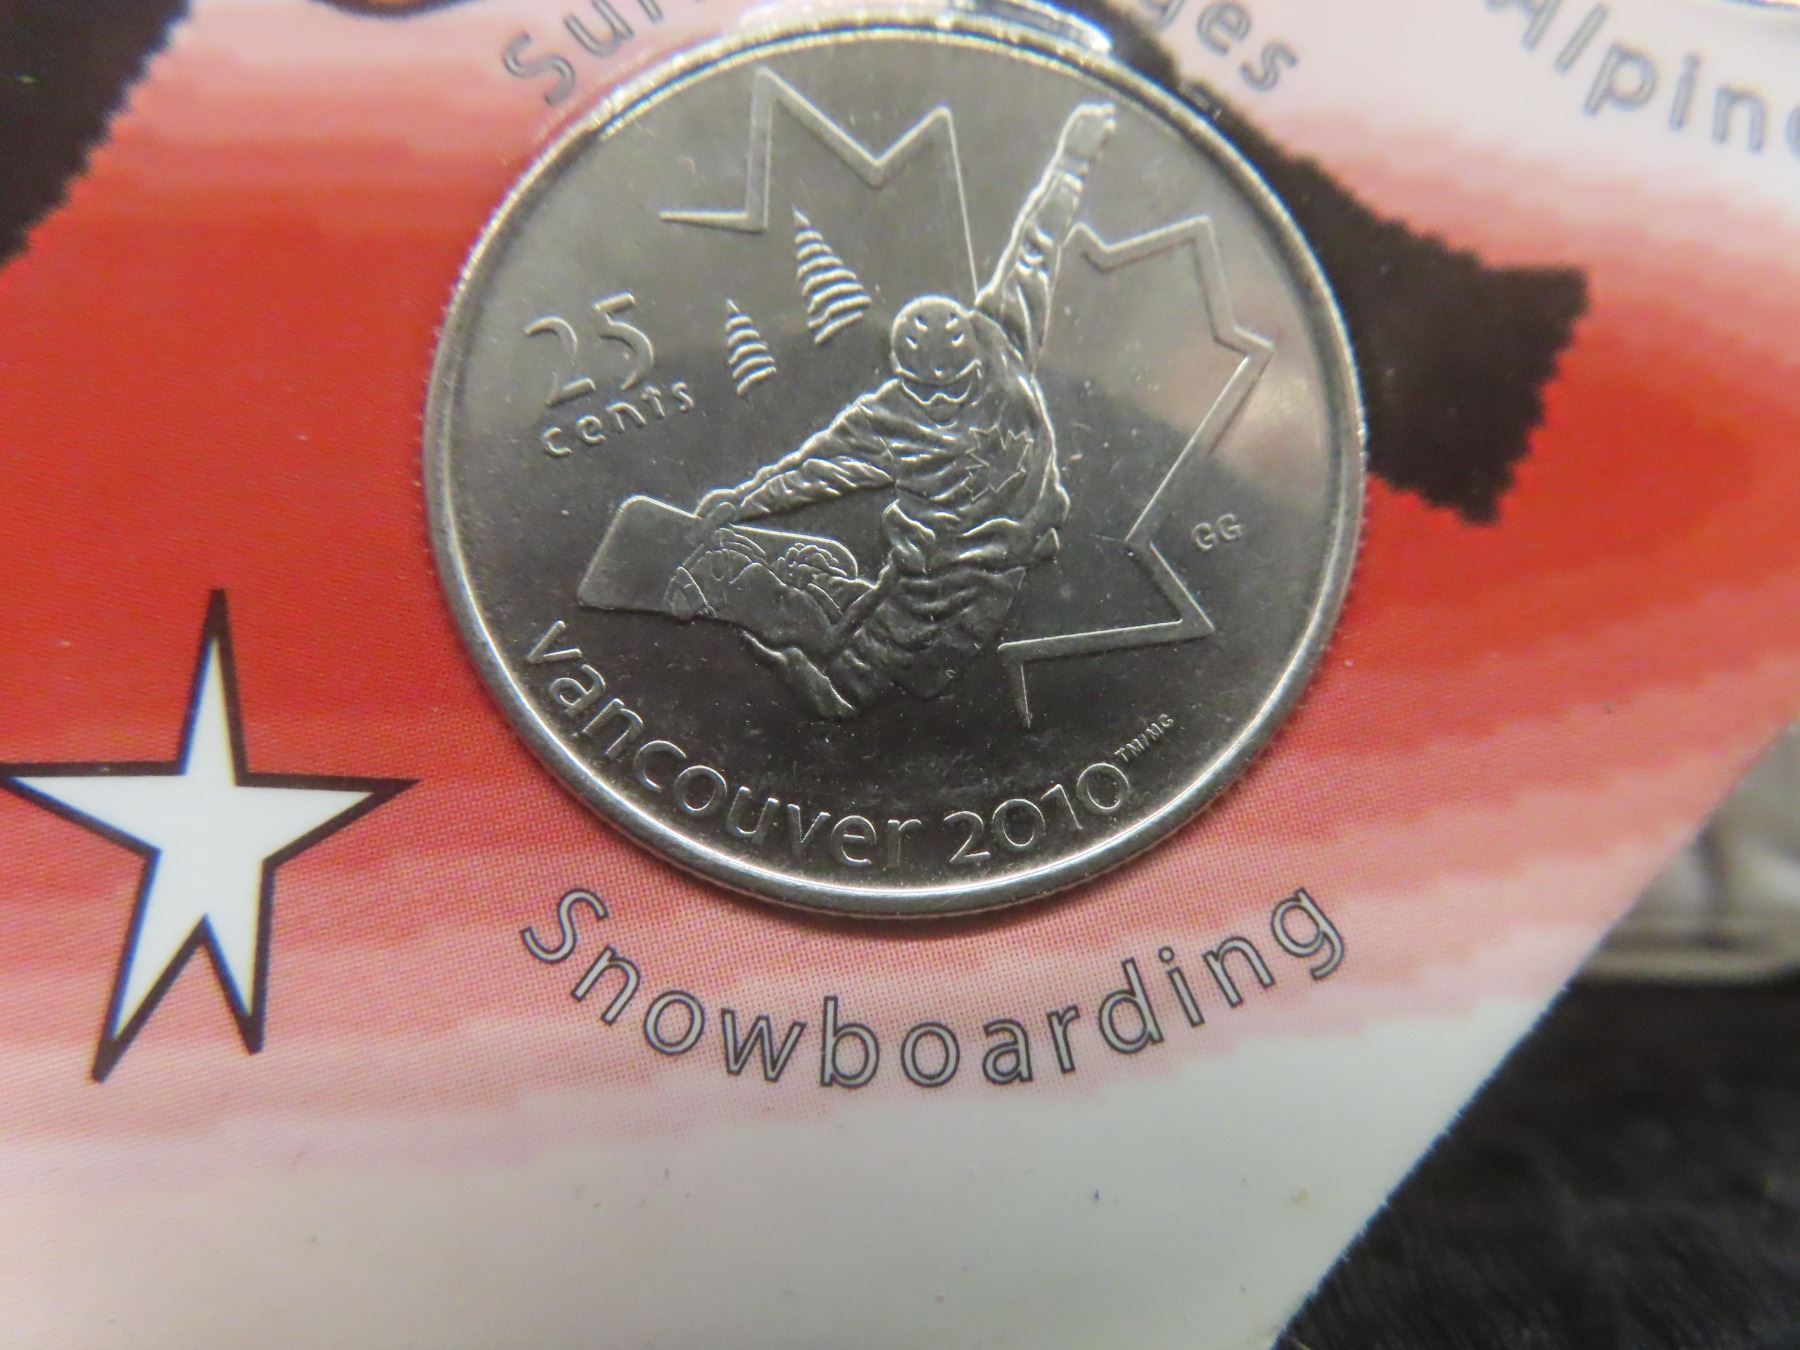 Alpine
25
cents
GG
vancouver 2010 TM/MC
Snowboarding